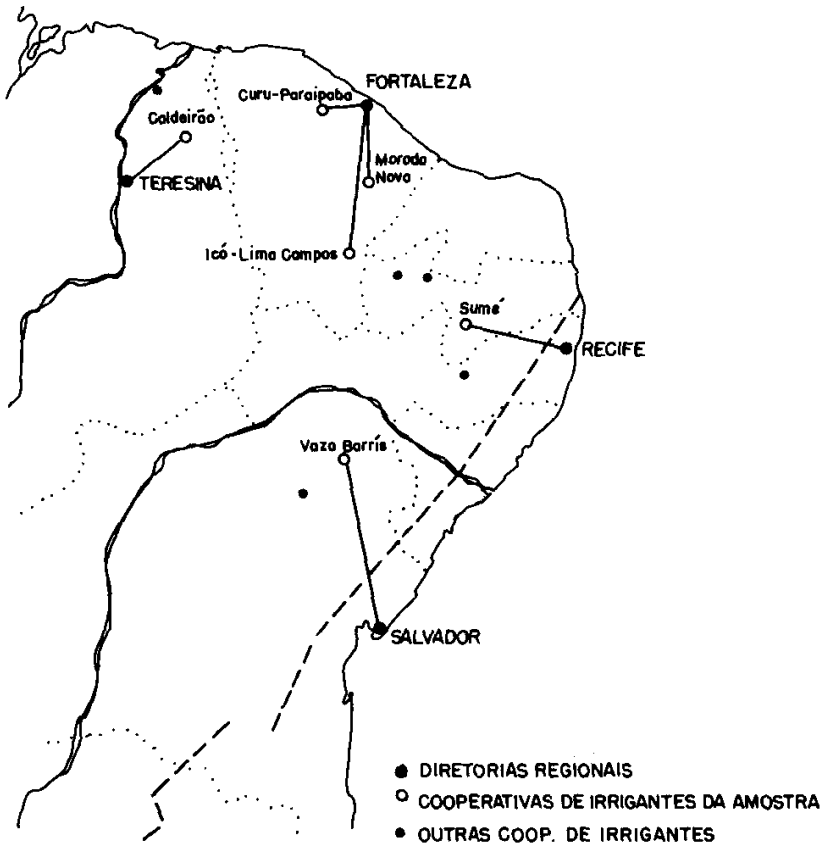 FORTALEZA
Curu-Paraipaba
Caldeirão
Morada
Nova
TERESINA
Icó-Lima Campos
Sumé
RECIFE
Vaza Barrís
SALVADOR
DIRETORIAS REGIONAIS
COOPERATIVAS DE IRRIGANTES DA AMOSTRA
OUTRAS COOP. DE IRRIGANTES